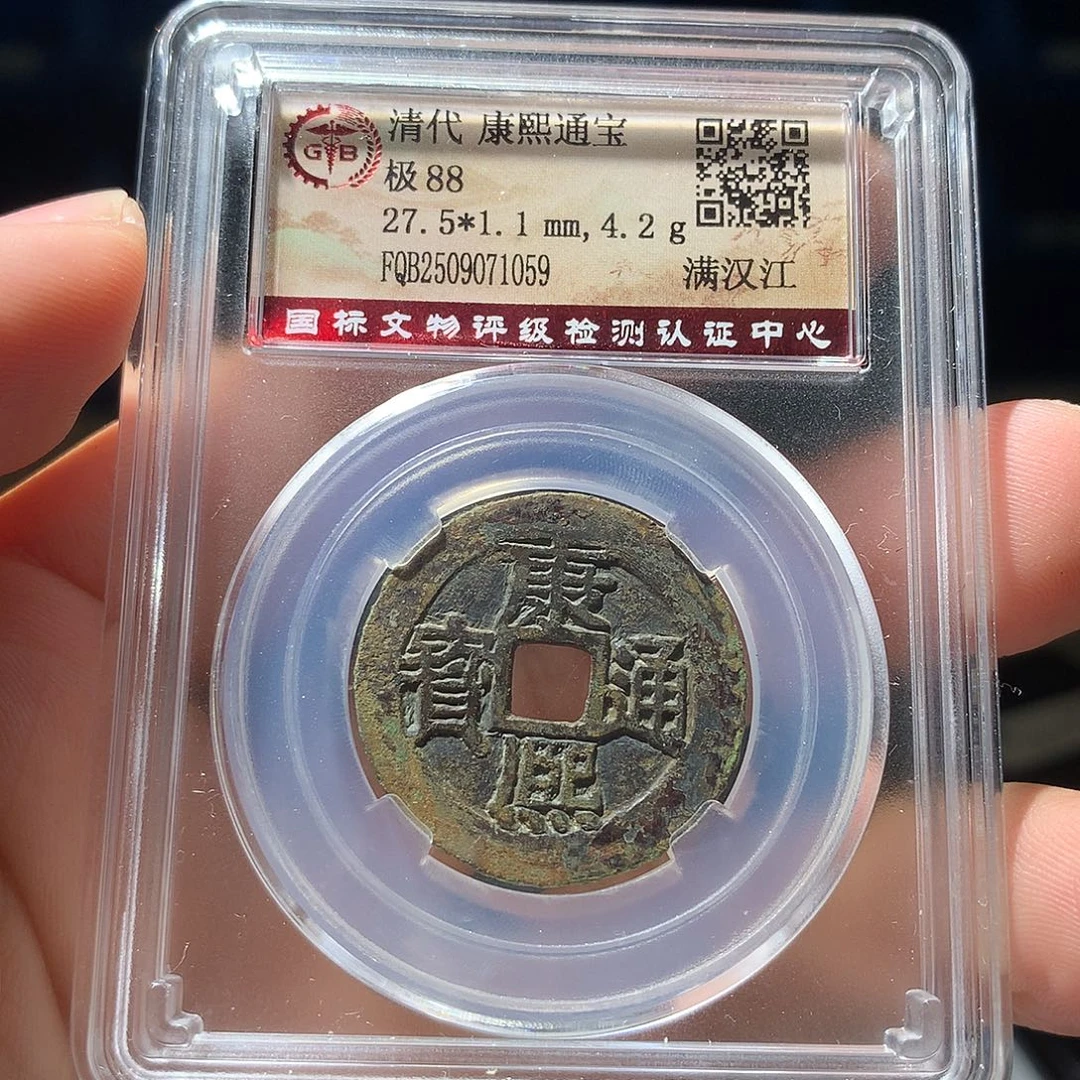 GB
清代 康熙通宝
极88
27.5*1.1 mm,4.2 g
FQB2509071059
满汉江
国标文物评级检测认证中心
康熙通寶